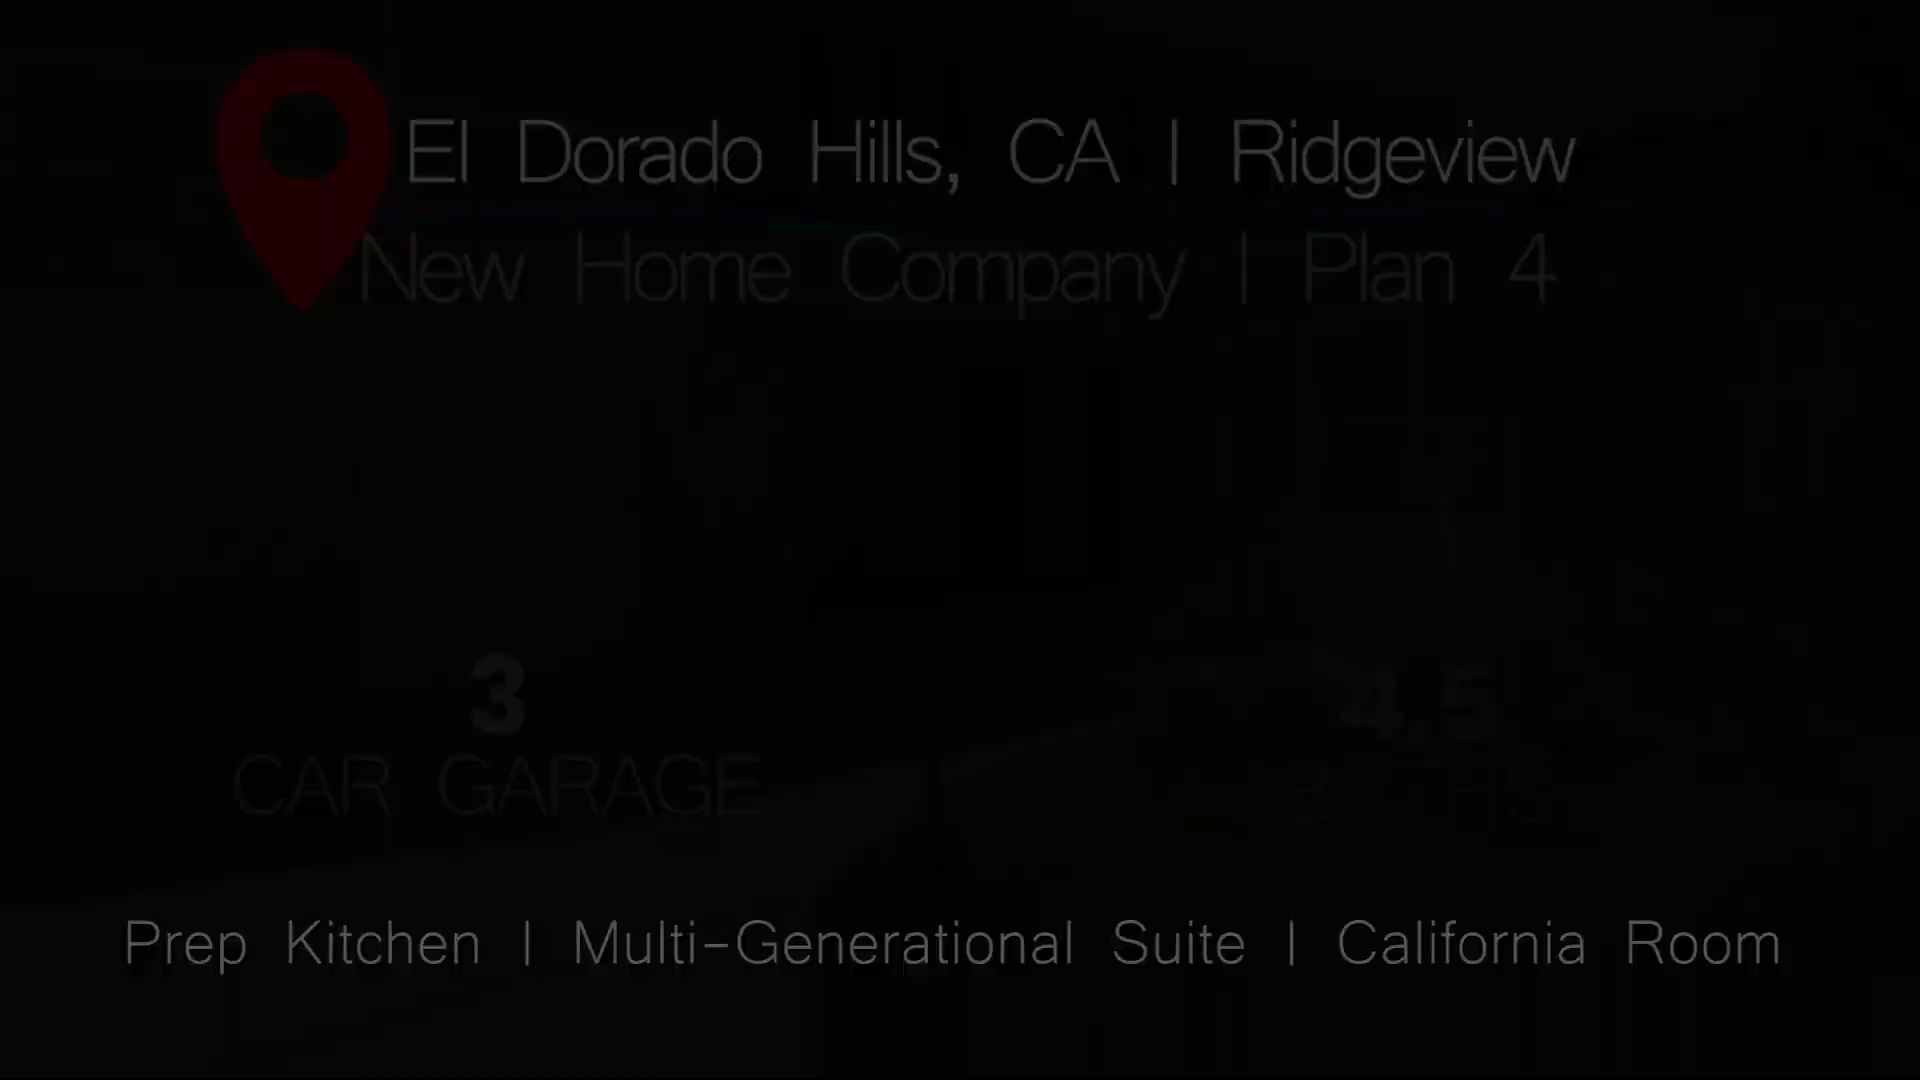 El Dorado Hills, CA | Ridgeview
New Home Company | Plan 4
3
4.5
CAR GARAGE
BATHS
Prep Kitchen | Multi-Generational Suite | California Room